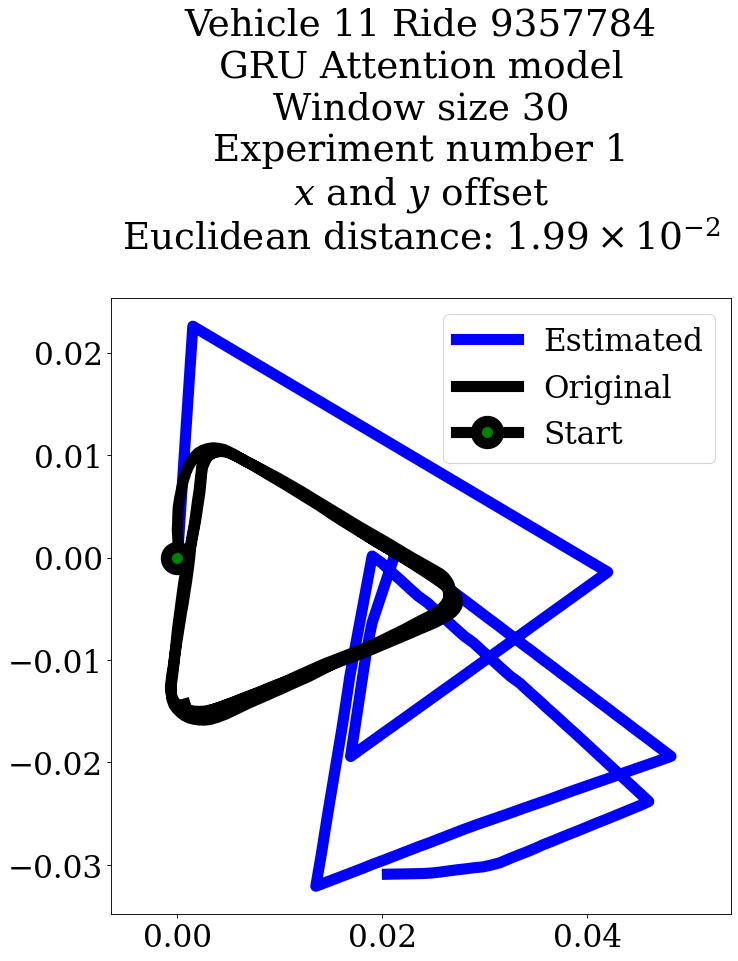 Vehicle 11 Ride 9357784
GRU Attention model
Window size 30
Experiment number 1
x and y offset
Euclidean distance: 1.99 × 10⁻²
Estimated
Original
Start
0.02
0.01
0.00
−0.01
−0.02
−0.03
0.00 0.02 0.04